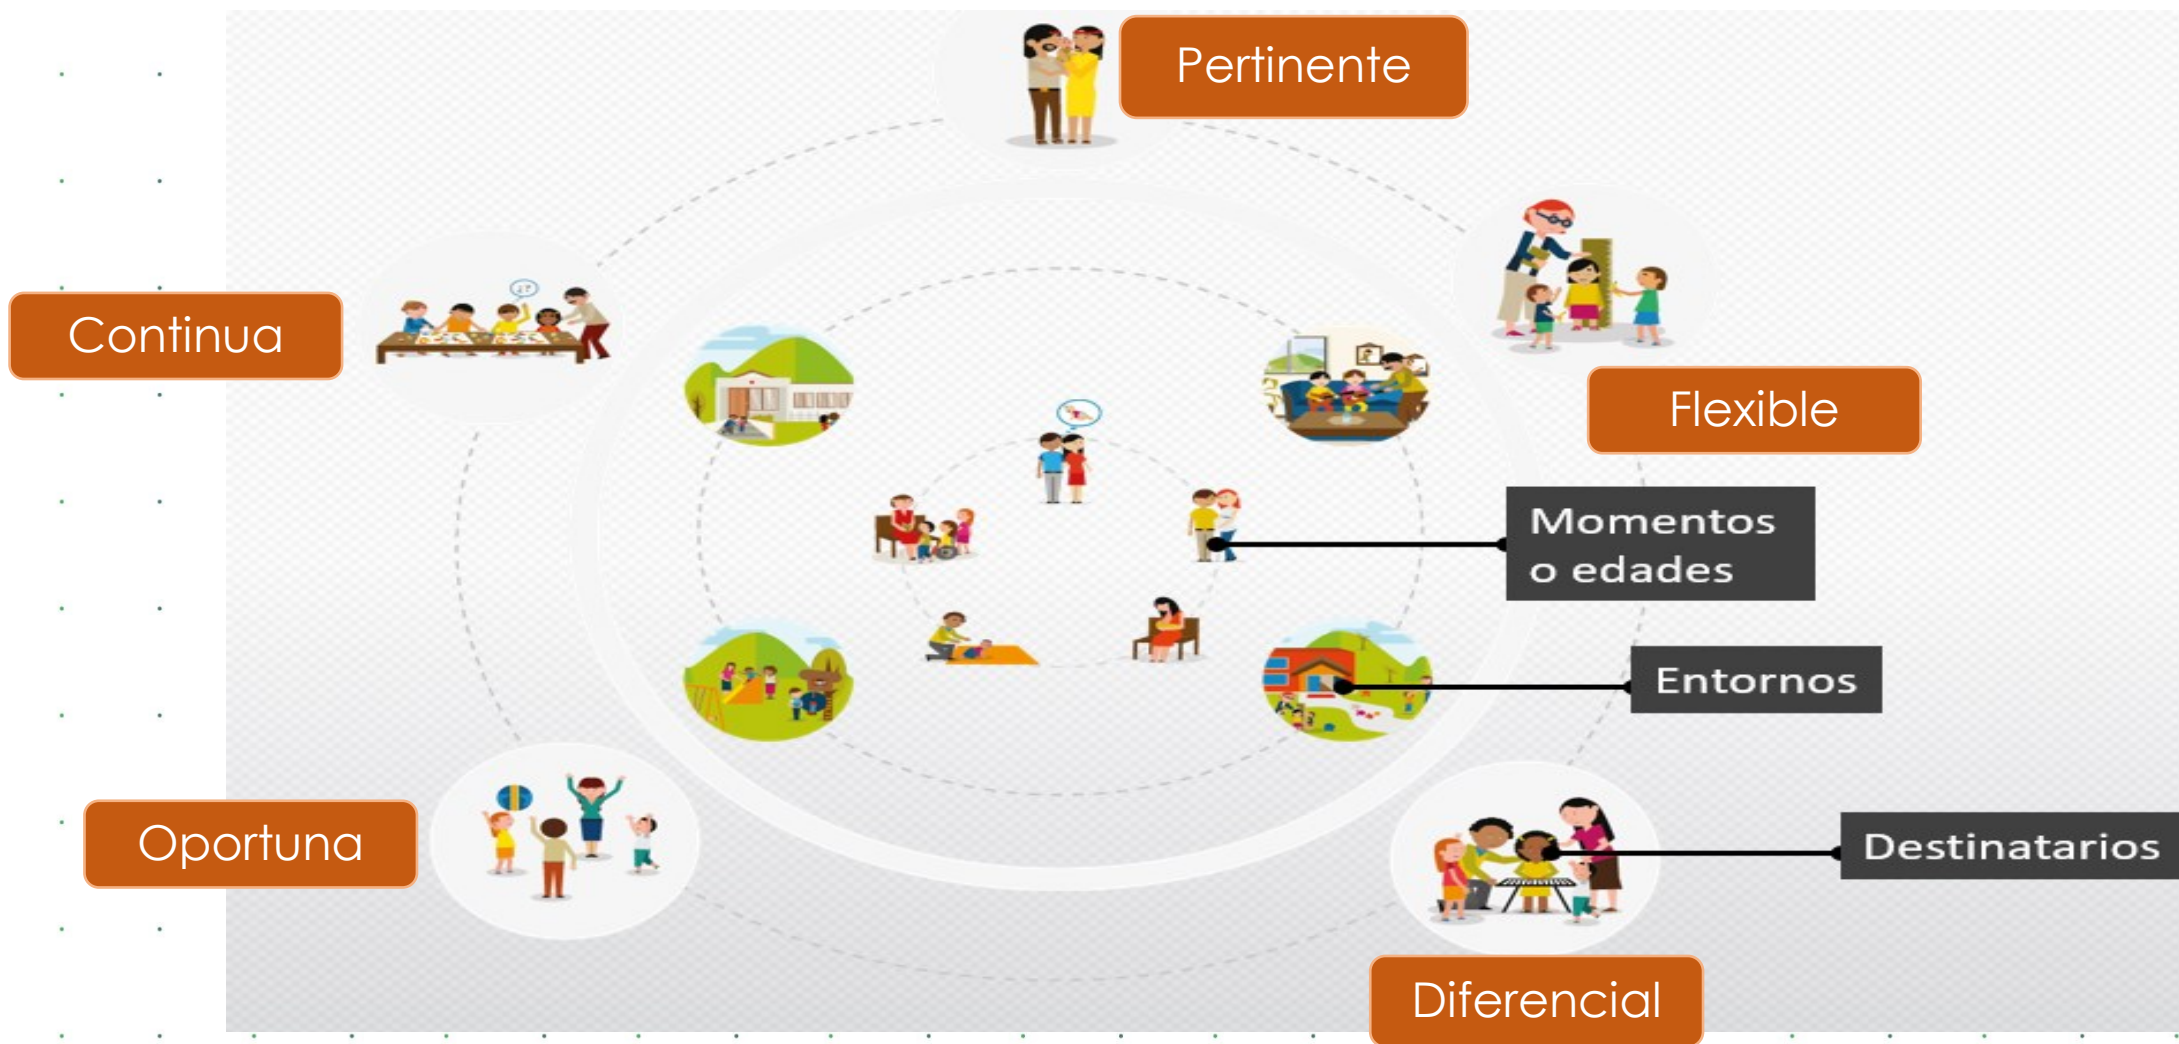 Pertinente
Continua
Flexible
Momentos
o edades
Entornos
Oportuna
Destinatarios
Diferencial